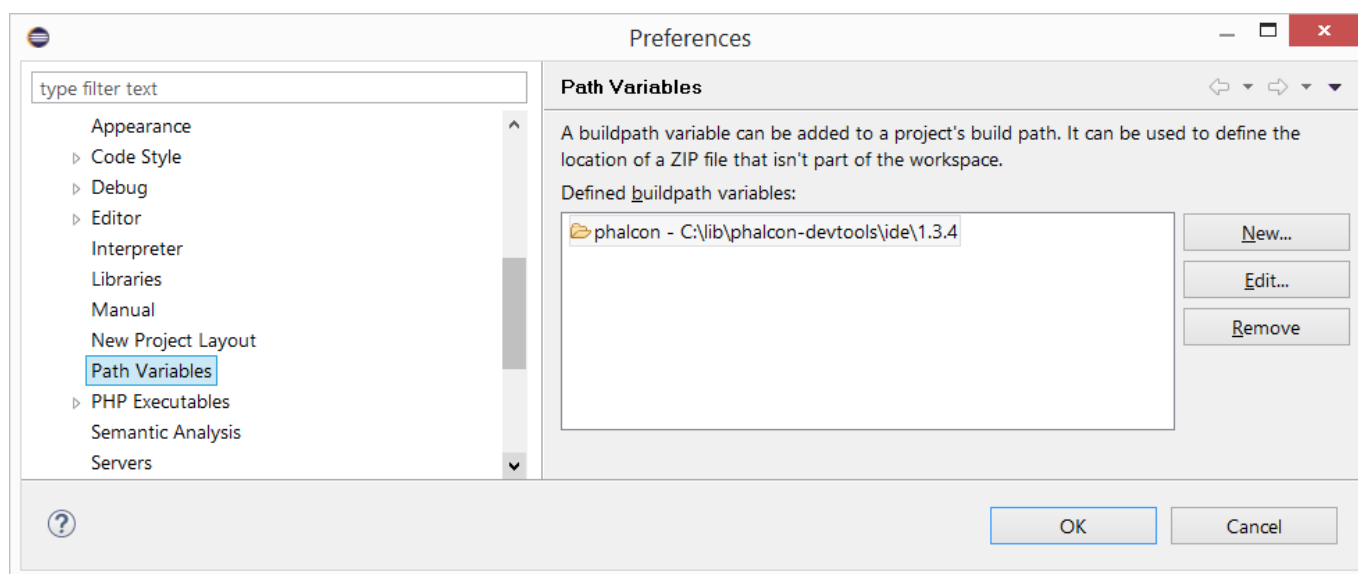 Preferences
type filter text
Appearance
Code Style
Debug
Editor
Interpreter
Libraries
Manual
New Project Layout
Path Variables
PHP Executables
Semantic Analysis
Servers
Path Variables
A buildpath variable can be added to a project's build path. It can be used to define the
location of a ZIP file that isn't part of the workspace.
Defined buildpath variables:
phalcon - C:\lib\phalcon-devtools\ide\1.3.4
New...
Edit...
Remove
?
OK
Cancel